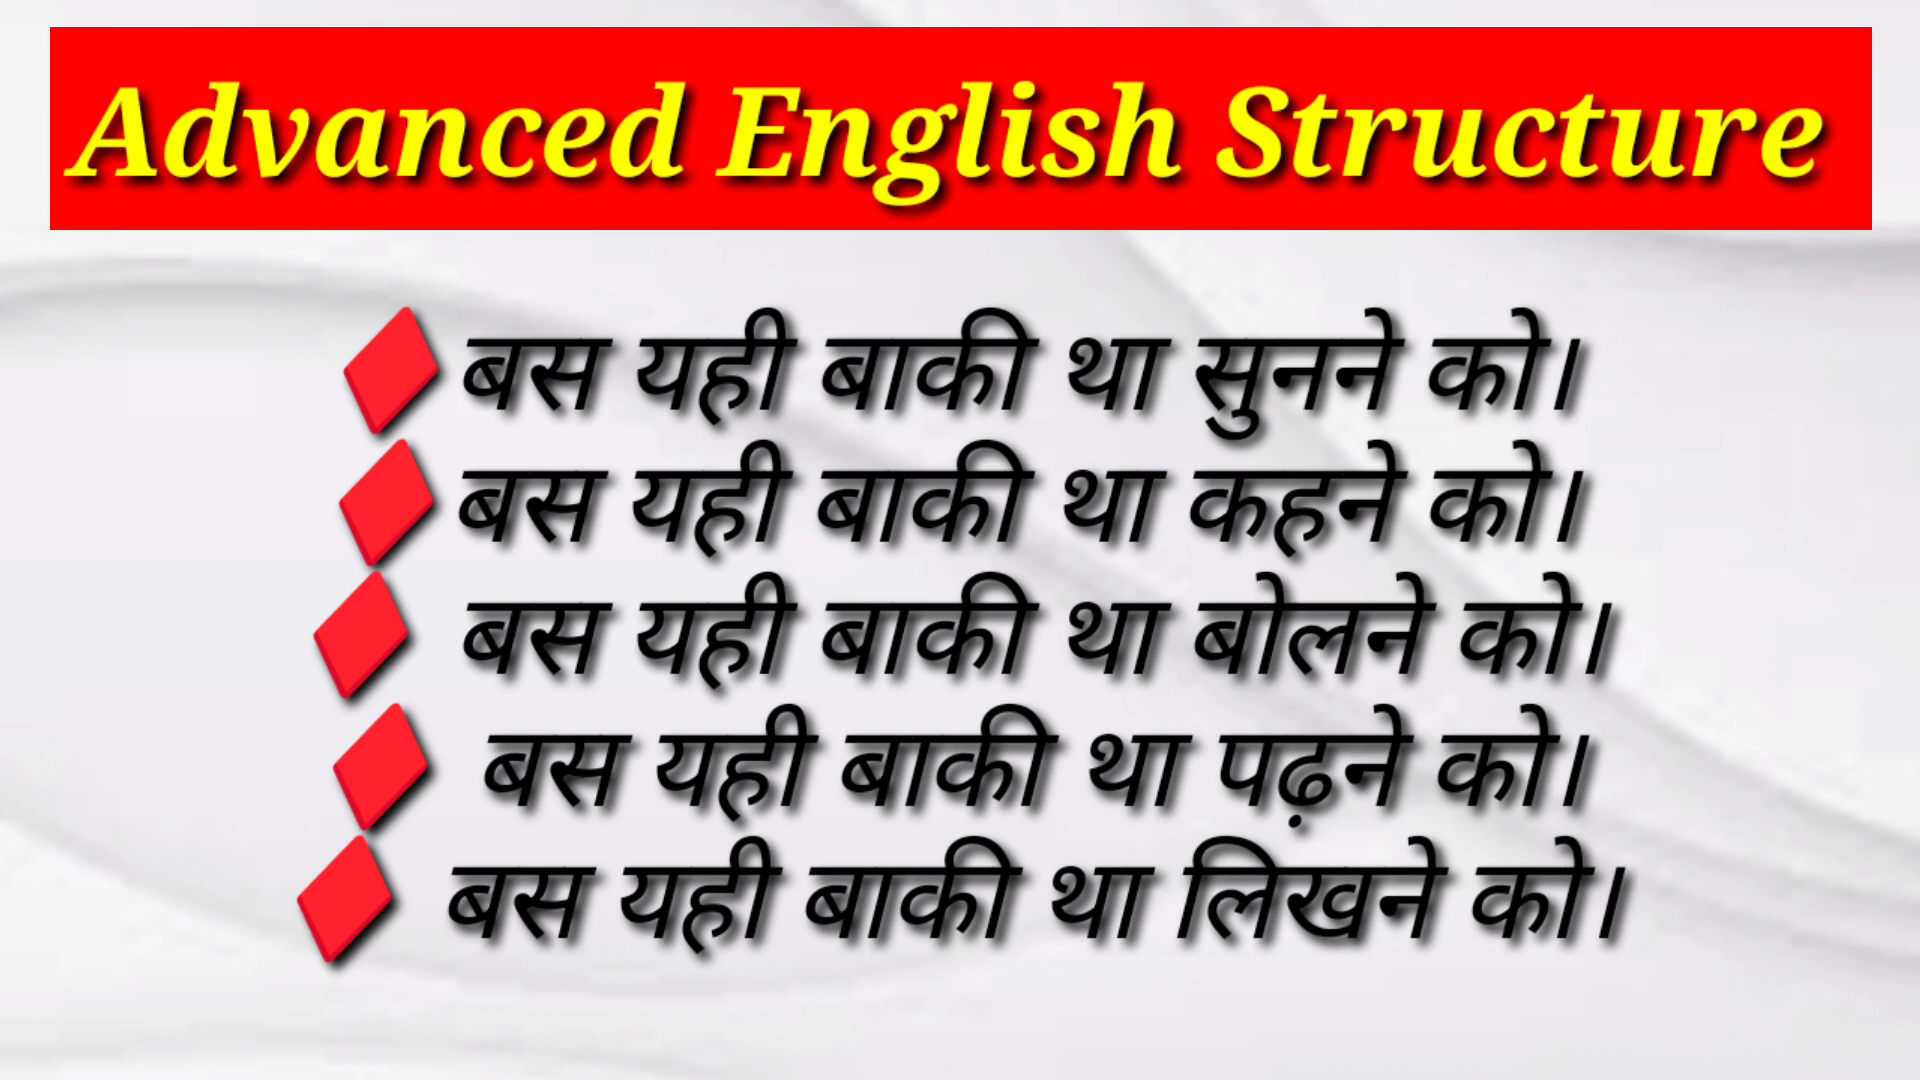 Advanced English Structure
♦️बस यही बाकी था सुनने को।
♦️बस यही बाकी था कहने को।
♦️ बस यही बाकी था बोलने को।
♦️ बस यही बाकी था पढ़ने को।
♦️ बस यही बाकी था लिखने को।